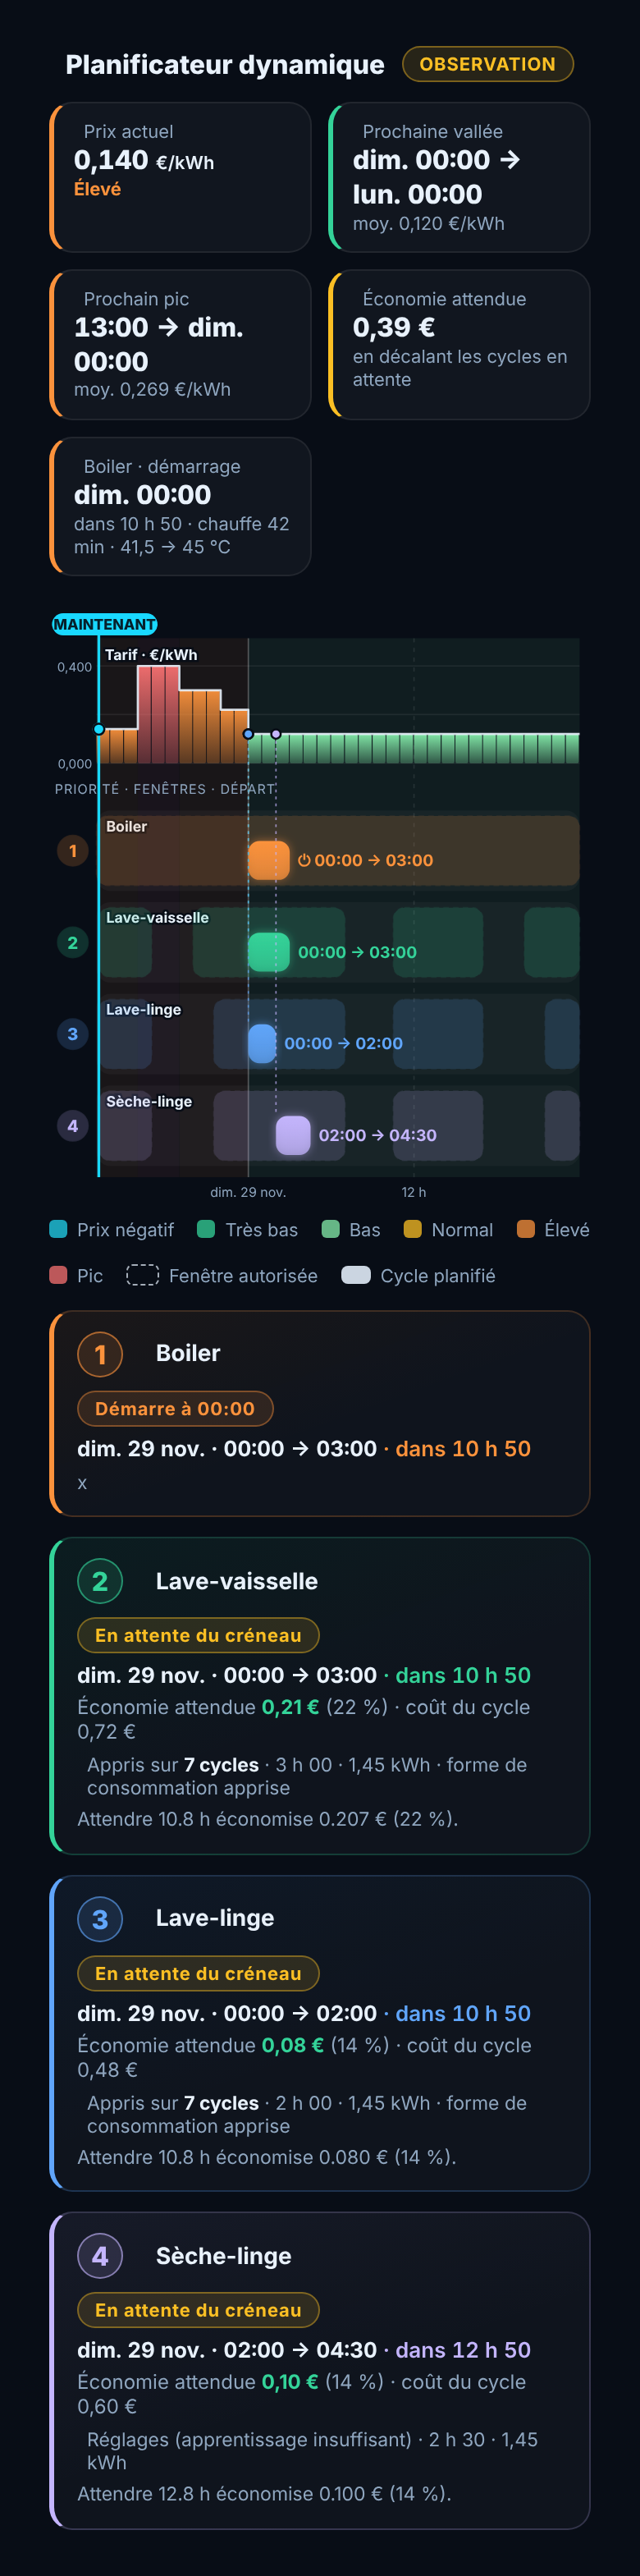 Planificateur dynamique OBSERVATION
Prix actuel
0,140 €/kWh
Élevé
Prochaine vallée
dim. 00:00 →
lun. 00:00
moy. 0,120 €/kWh
Prochain pic
13:00 → dim.
00:00
moy. 0,269 €/kWh
Économie attendue
0,39 €
en décalant les cycles en
attente
Boiler · démarrage
dim. 00:00
dans 10 h 50 · chauffe 42
min · 41,5 → 45 °C
MAINTENANT
Tarif · €/kWh
0,400
0,000
PRIORITÉ · FENÊTRES · DÉPART
Boiler
1
⏻ 00:00 → 03:00
Lave-vaisselle
2
00:00 → 03:00
Lave-linge
3
00:00 → 02:00
Sèche-linge
4
02:00 → 04:30
dim. 29 nov. 12 h
Prix négatif Très bas Bas Normal Élevé
Pic Fenêtre autorisée Cycle planifié
1 Boiler
Démarre à 00:00
dim. 29 nov. · 00:00 → 03:00 · dans 10 h 50
x
2 Lave-vaisselle
En attente du créneau
dim. 29 nov. · 00:00 → 03:00 · dans 10 h 50
Économie attendue 0,21 € (22 %) · coût du cycle
0,72 €
Appris sur 7 cycles · 3 h 00 · 1,45 kWh · forme de
consommation apprise
Attendre 10.8 h économise 0.207 € (22 %).
3 Lave-linge
En attente du créneau
dim. 29 nov. · 00:00 → 02:00 · dans 10 h 50
Économie attendue 0,08 € (14 %) · coût du cycle
0,48 €
Appris sur 7 cycles · 2 h 00 · 1,45 kWh · forme de
consommation apprise
Attendre 10.8 h économise 0.080 € (14 %).
4 Sèche-linge
En attente du créneau
dim. 29 nov. · 02:00 → 04:30 · dans 12 h 50
Économie attendue 0,10 € (14 %) · coût du cycle
0,60 €
Réglages (apprentissage insuffisant) · 2 h 30 · 1,45
kWh
Attendre 12.8 h économise 0.100 € (14 %).